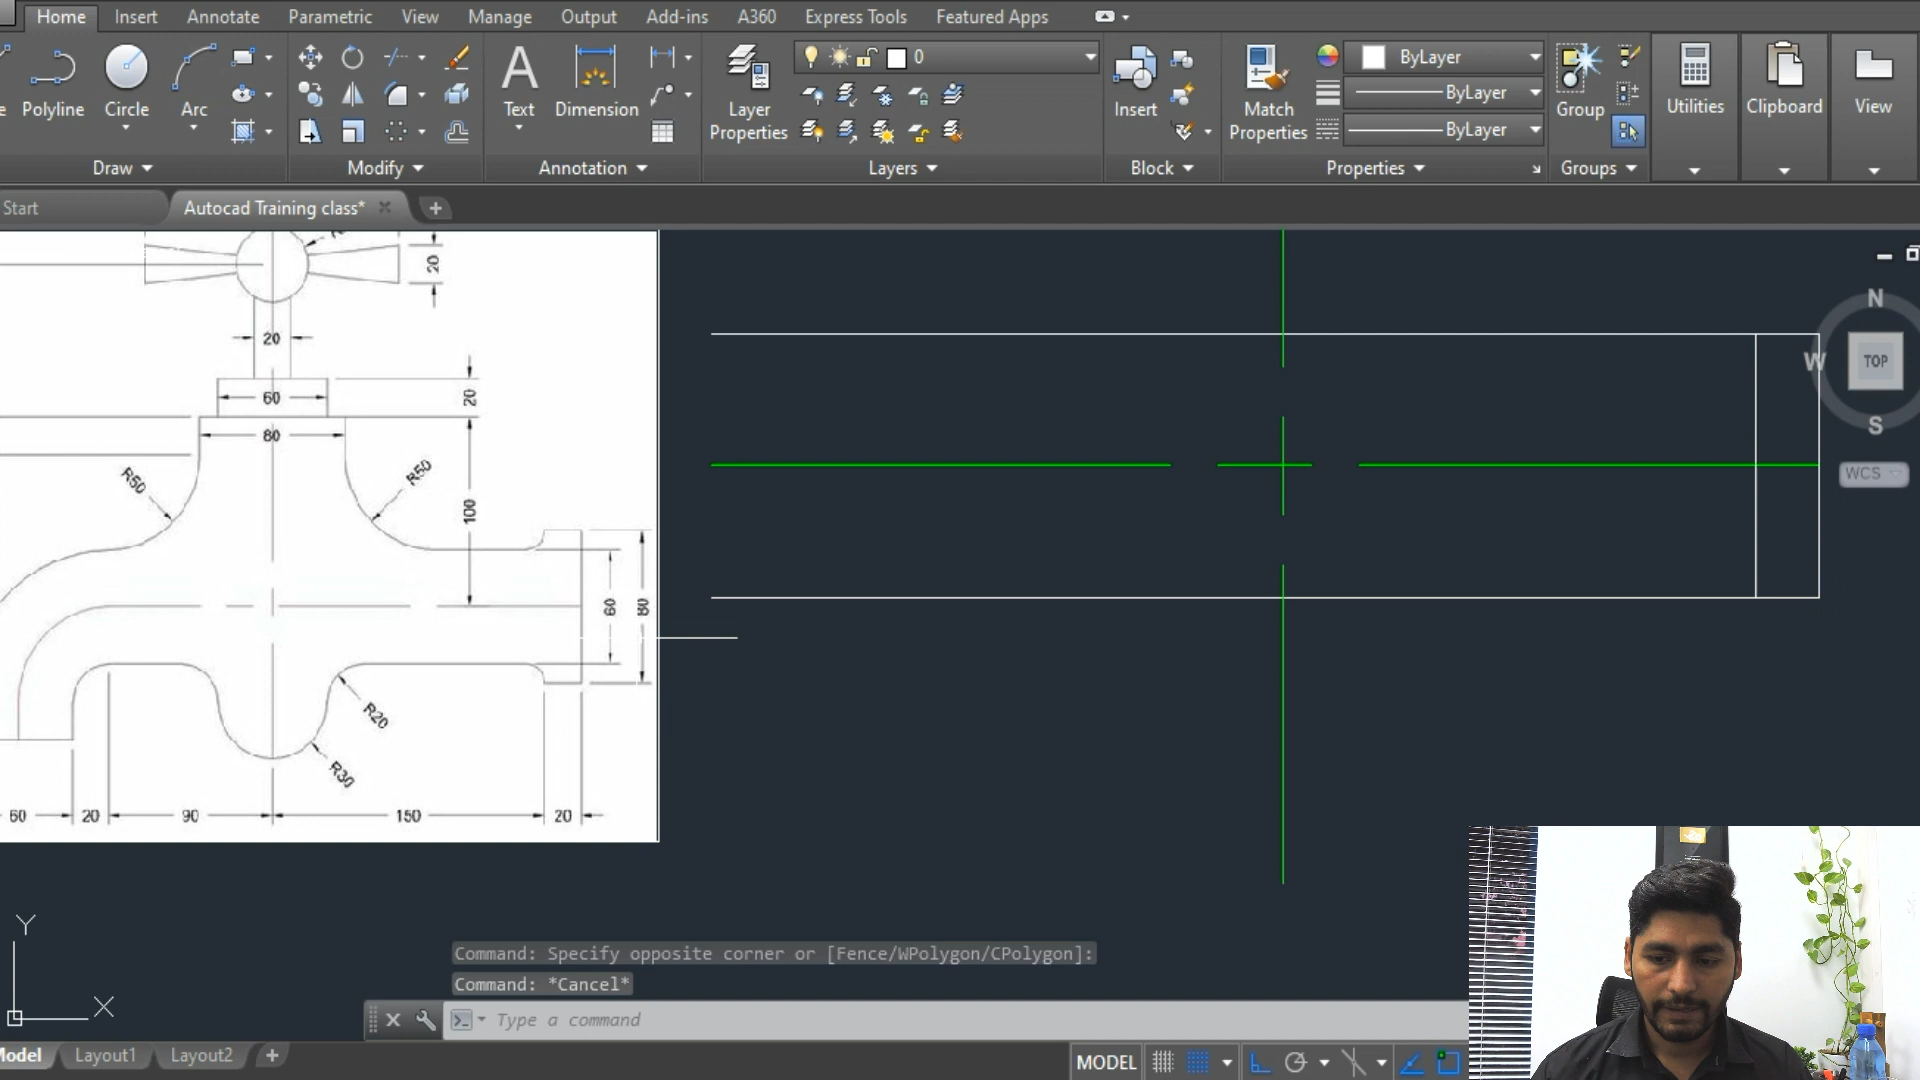 Home Insert Annotate Parametric View Manage Output Add-ins A360 Express Tools Featured Apps
Polyline Circle Arc
Text Dimension
Layer Properties
0
Insert
Match Properties
ByLayer
ByLayer
ByLayer
Group
Utilities
Clipboard
View
Draw Modify Annotation Layers Block Properties Groups
Start Autocad Training class*
20
20
60
20
80
R50
R50
100
60
80
R20
R30
60 20 90 150 20
N
W TOP
S
WCS
Y
X
Command: Specify opposite corner or [Fence/WPolygon/CPolygon]:
Command: *Cancel*
Type a command
Model Layout1 Layout2
MODEL